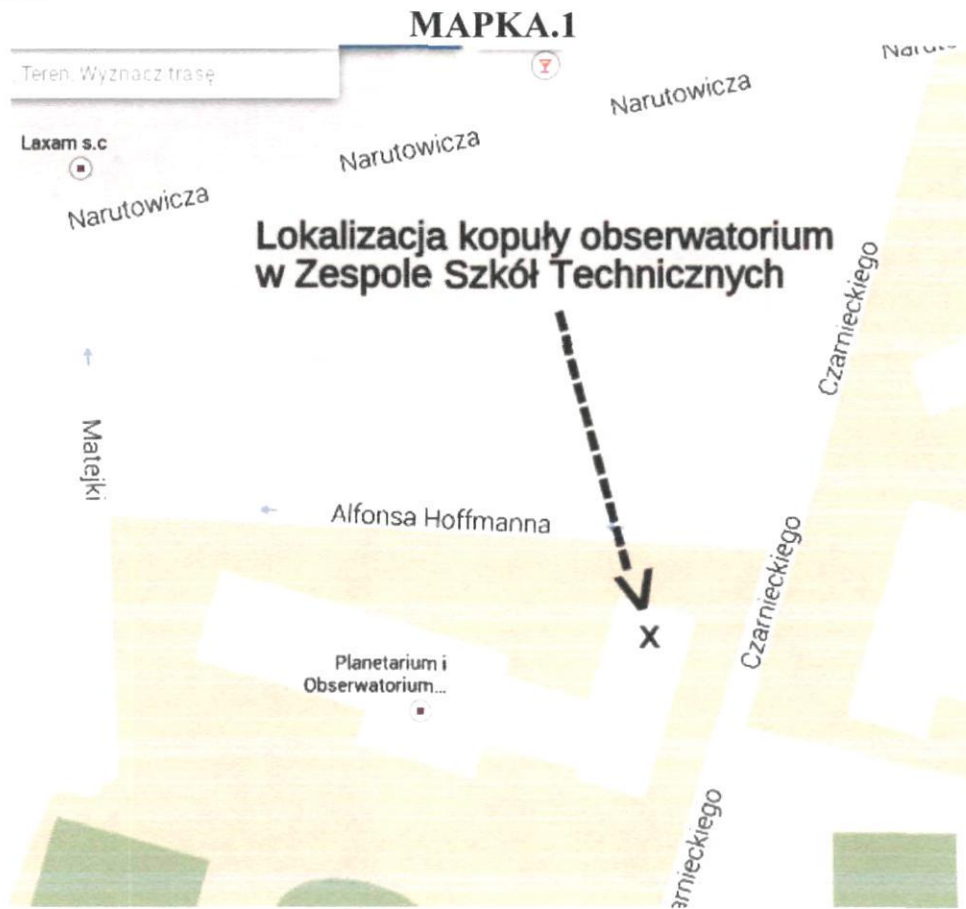 MAPKA.1
Teren. Wyznacz trasę
Narutowicza
Narutowicza
Laxam s.c
Narutowicza
Lokalizacja kopuły obserwatorium
w Zespole Szkół Technicznych
Czarnieckiego
Matejki
Alfonsa Hoffmanna
Czarnieckiego
x
Planetarium i
Obserwatorium...
arnieckiego